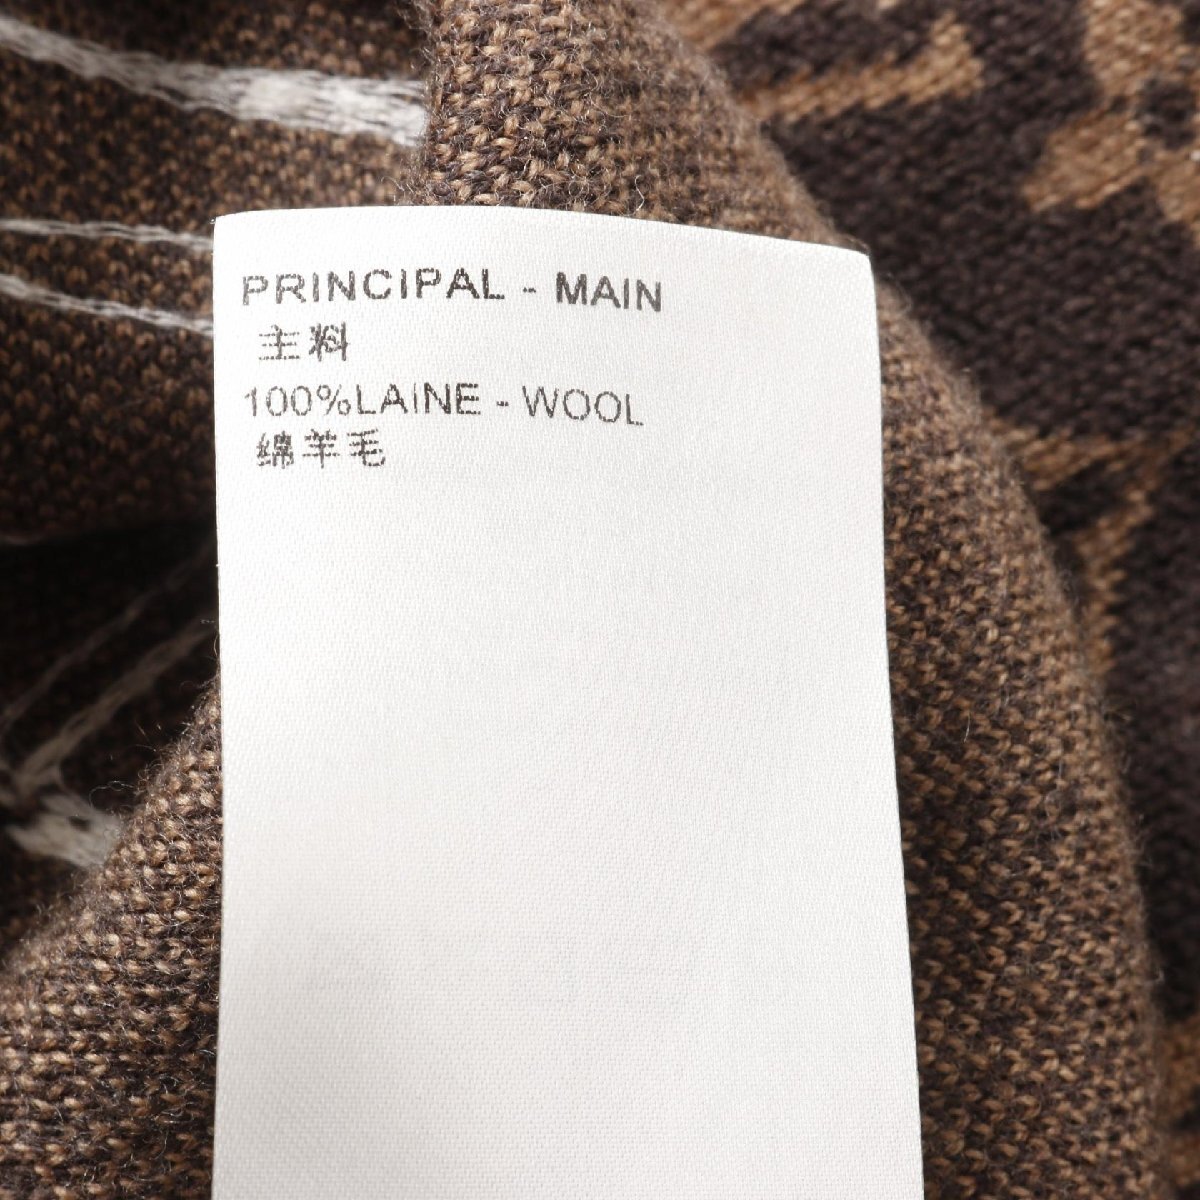 PRINCIPAL - MAIN
主料
100%LAINE - WOOL
绵羊毛